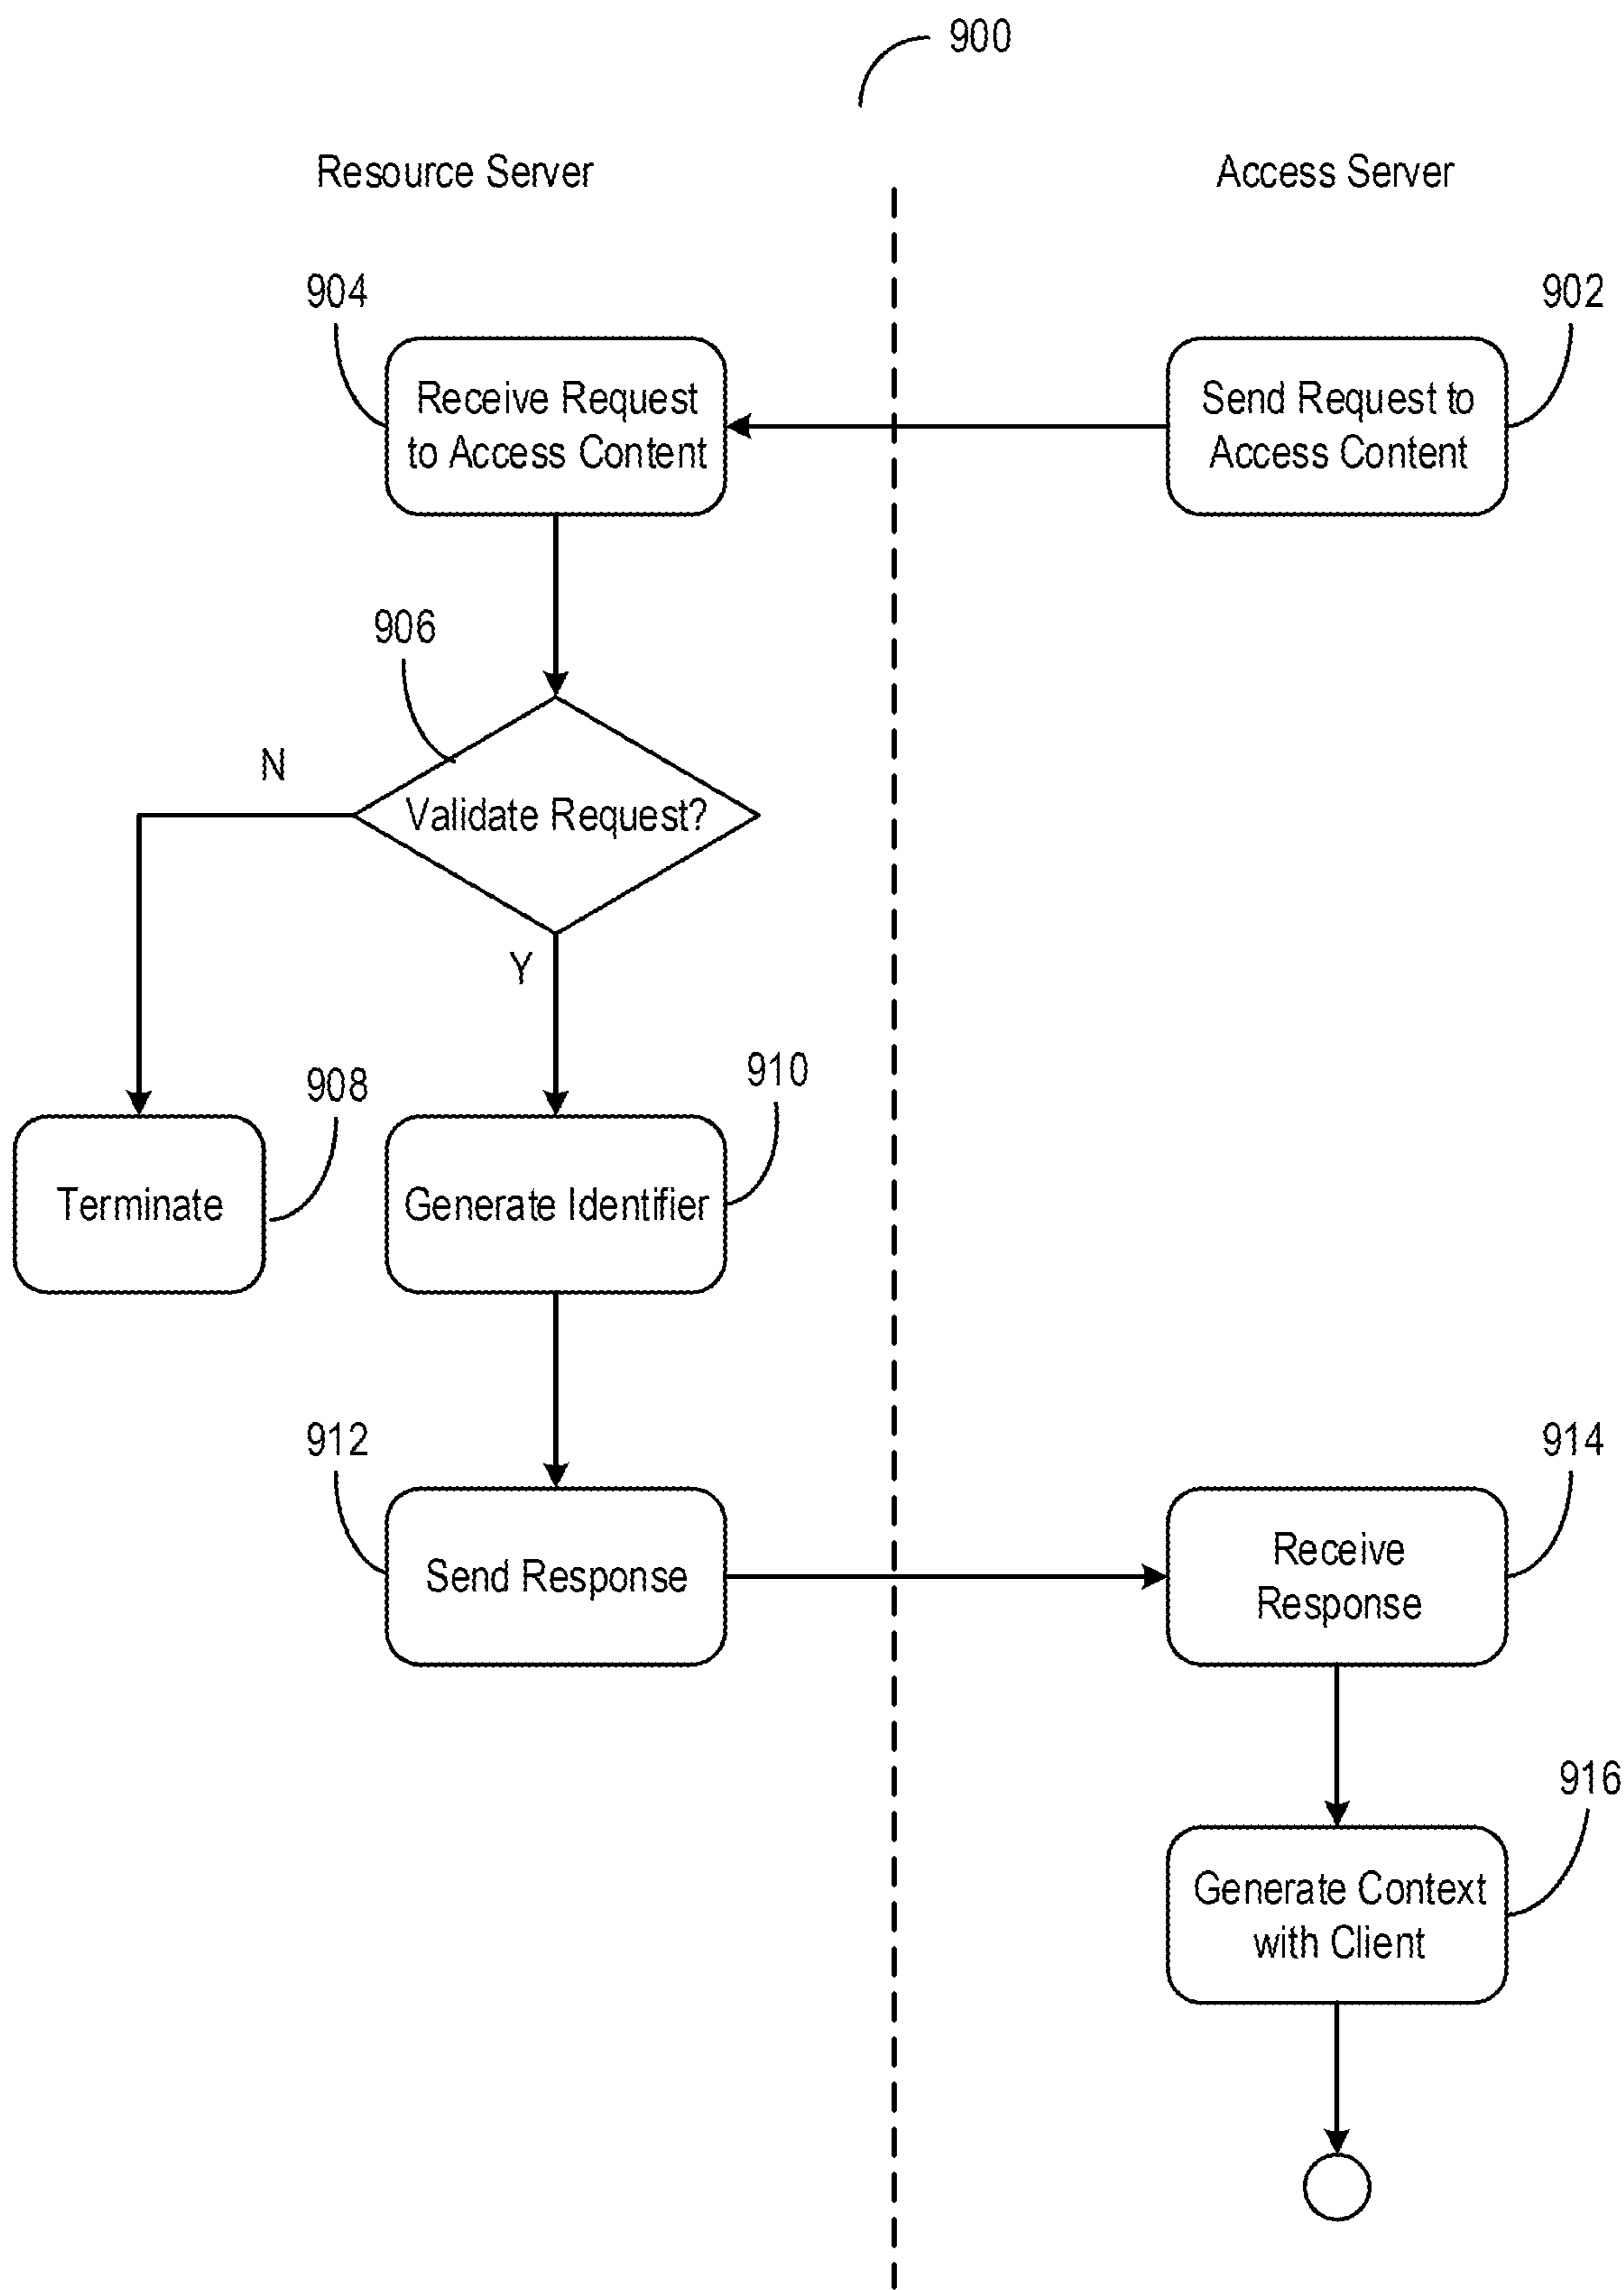 900
Resource Server
Access Server
904
902
Receive Request
to Access Content
Send Request to
Access Content
906
N
Validate Request?
Y
908
910
Terminate
Generate Identifier
912
914
Send Response
Receive
Response
916
Generate Context
with Client